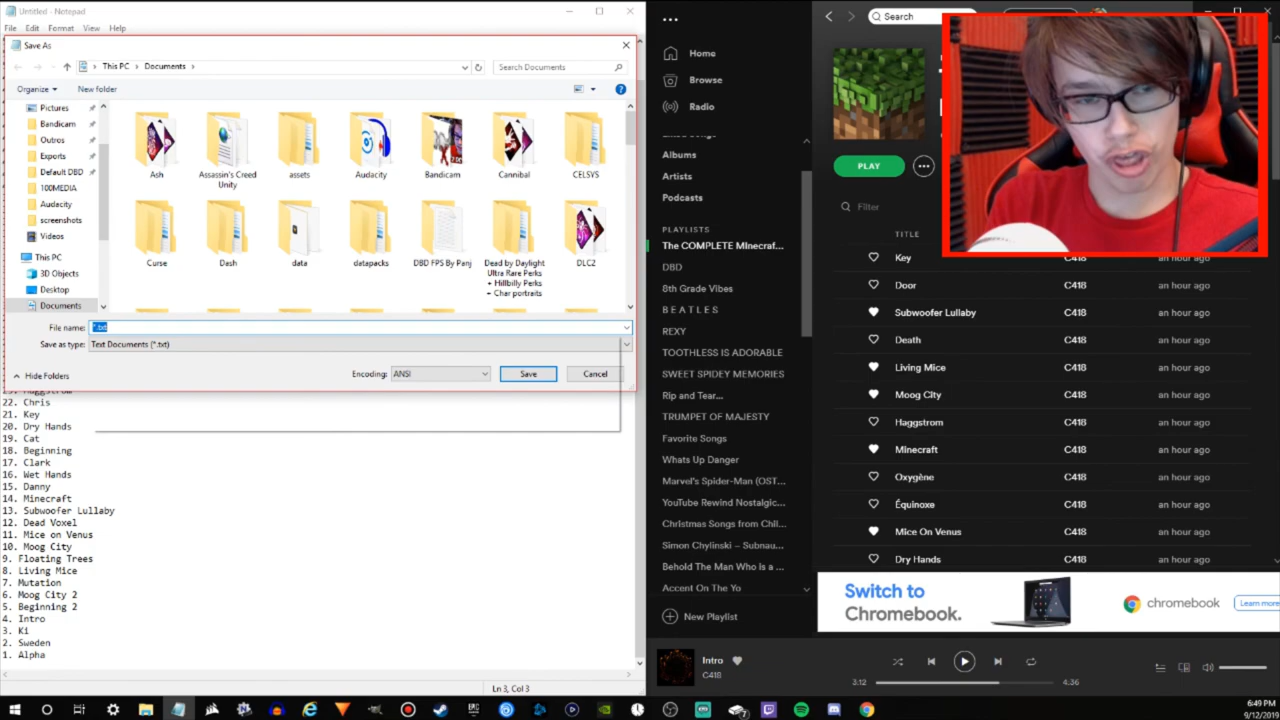 Untitled - Notepad
File Edit Format View Help
Save As
This PC > Documents >
Search Documents
Organize
New folder
Pictures
Bandicam
Outros
Exports
Default DBD
100MEDIA
Audacity
screenshots
Videos
This PC
3D Objects
Desktop
Documents
Ash
Assassin's Creed Unity
assets
Audacity
Bandicam
Cannibal
CELSYS
Curse
Dash
data
datapacks
DBD FPS By Panj
Dead by Daylight Ultra Rare Perks + Hillbilly Perks + Char portraits
DLC2
File name: *.txt
Save as type: Text Documents (*.txt)
Hide Folders
Encoding: ANSI
Save
Cancel
22. Chris
21. Key
20. Dry Hands
19. Cat
18. Beginning
17. Clark
16. Wet Hands
15. Danny
14. Minecraft
13. Subwoofer Lullaby
12. Dead Voxel
11. Mice on Venus
10. Moog City
9. Floating Trees
8. Living Mice
7. Mutation
6. Moog City 2
5. Beginning 2
4. Intro
3. Ki
2. Sweden
1. Alpha
Ln 3, Col 3
Search
Home
Browse
Radio
Albums
Artists
Podcasts
PLAYLISTS
The COMPLETE MInecraf...
DBD
8th Grade Vibes
B E A T L E S
REXY
TOOTHLESS IS ADORABLE
SWEET SPIDEY MEMORIES
Rip and Tear...
TRUMPET OF MAJESTY
Favorite Songs
Whats Up Danger
Marvel's Spider-Man (OST...
YouTube Rewind Nostalgic...
Christmas Songs from Chil...
Simon Chylinski – Subnau...
Behold The Man Who is a ...
Accent On The Yo
New Playlist
PLAY
Filter
TITLE
Key C418 an hour ago
Door C418 an hour ago
Subwoofer Lullaby C418 an hour ago
Death C418 an hour ago
Living Mice C418 an hour ago
Moog City C418 an hour ago
Haggstrom C418 an hour ago
Minecraft C418 an hour ago
Oxygène C418 an hour ago
Équinoxe C418 an hour ago
Mice On Venus C418 an hour ago
Dry Hands C418 an hour ago
Switch to
Chromebook.
chromebook
Learn more
Intro
C418
3:12
4:36
6:49 PM
9/12/2019